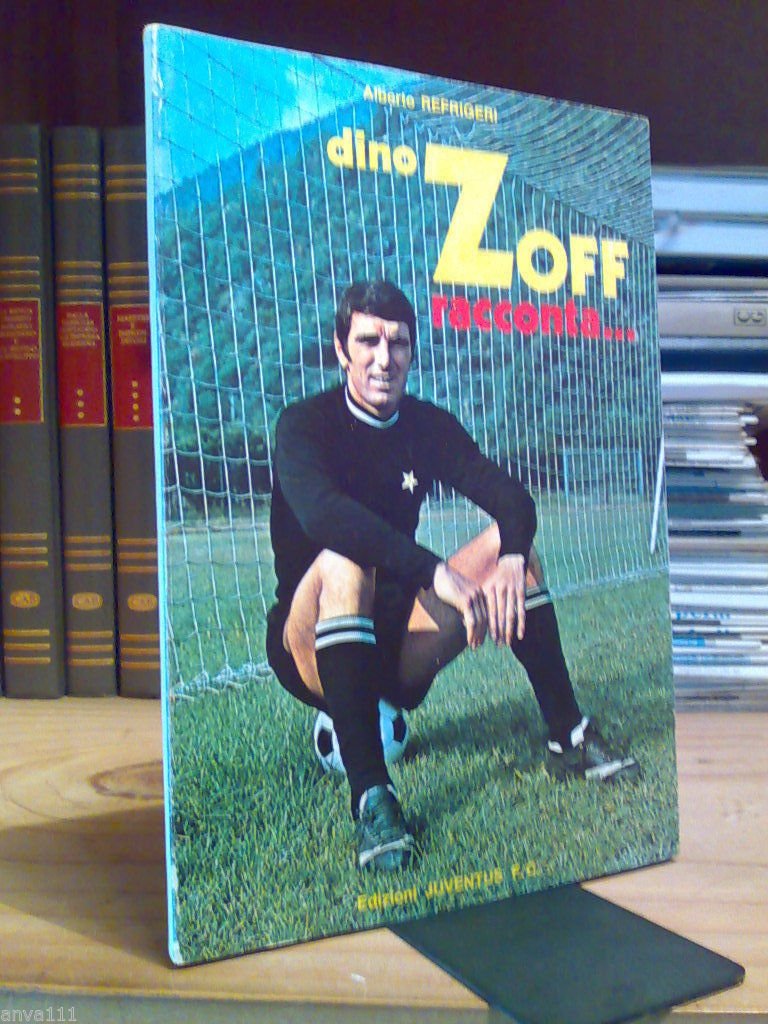 Alberto REFRIGERI
dino
ZOFF
racconta...
Edizioni JUVENTUS F.C.
anva111